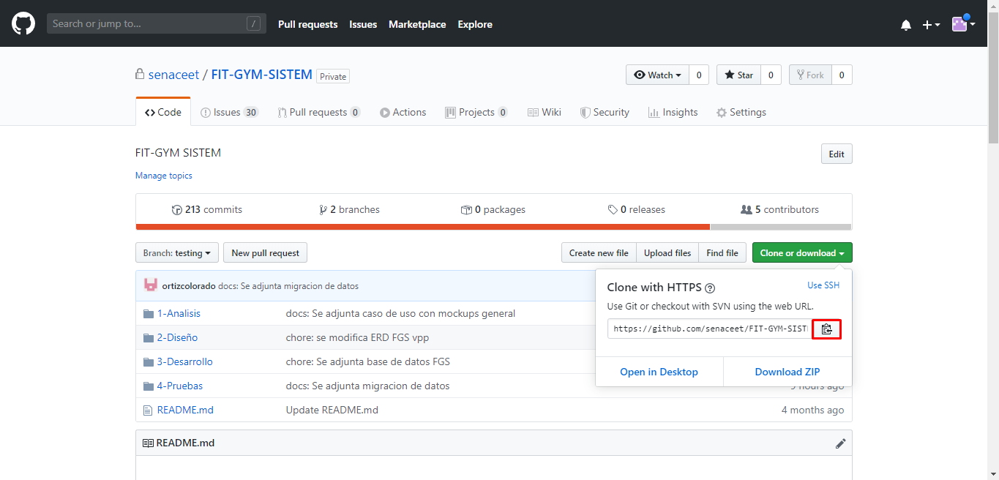 Search or jump to... / Pull requests Issues Marketplace Explore
senaceet / FIT-GYM-SISTEM Private Watch 0 Star 0 Fork 0
Code Issues 30 Pull requests 0 Actions Projects 0 Wiki Security Insights Settings
FIT-GYM SISTEM Edit
Manage topics
213 commits 2 branches 0 packages 0 releases 5 contributors
Branch: testing New pull request Create new file Upload files Find file Clone or download
ortizcolorado docs: Se adjunta migracion de datos
1-Analisis docs: Se adjunta caso de uso con mockups general
2-Diseño chore: se modifica ERD FGS vpp
3-Desarrollo chore: Se adjunta base de datos FGS
4-Pruebas docs: Se adjunta migracion de datos 9 hours ago
README.md Update README.md 4 months ago
Clone with HTTPS ? Use SSH
Use Git or checkout with SVN using the web URL.
https://github.com/senaceet/FIT-GYM-SIST
Open in Desktop Download ZIP
README.md